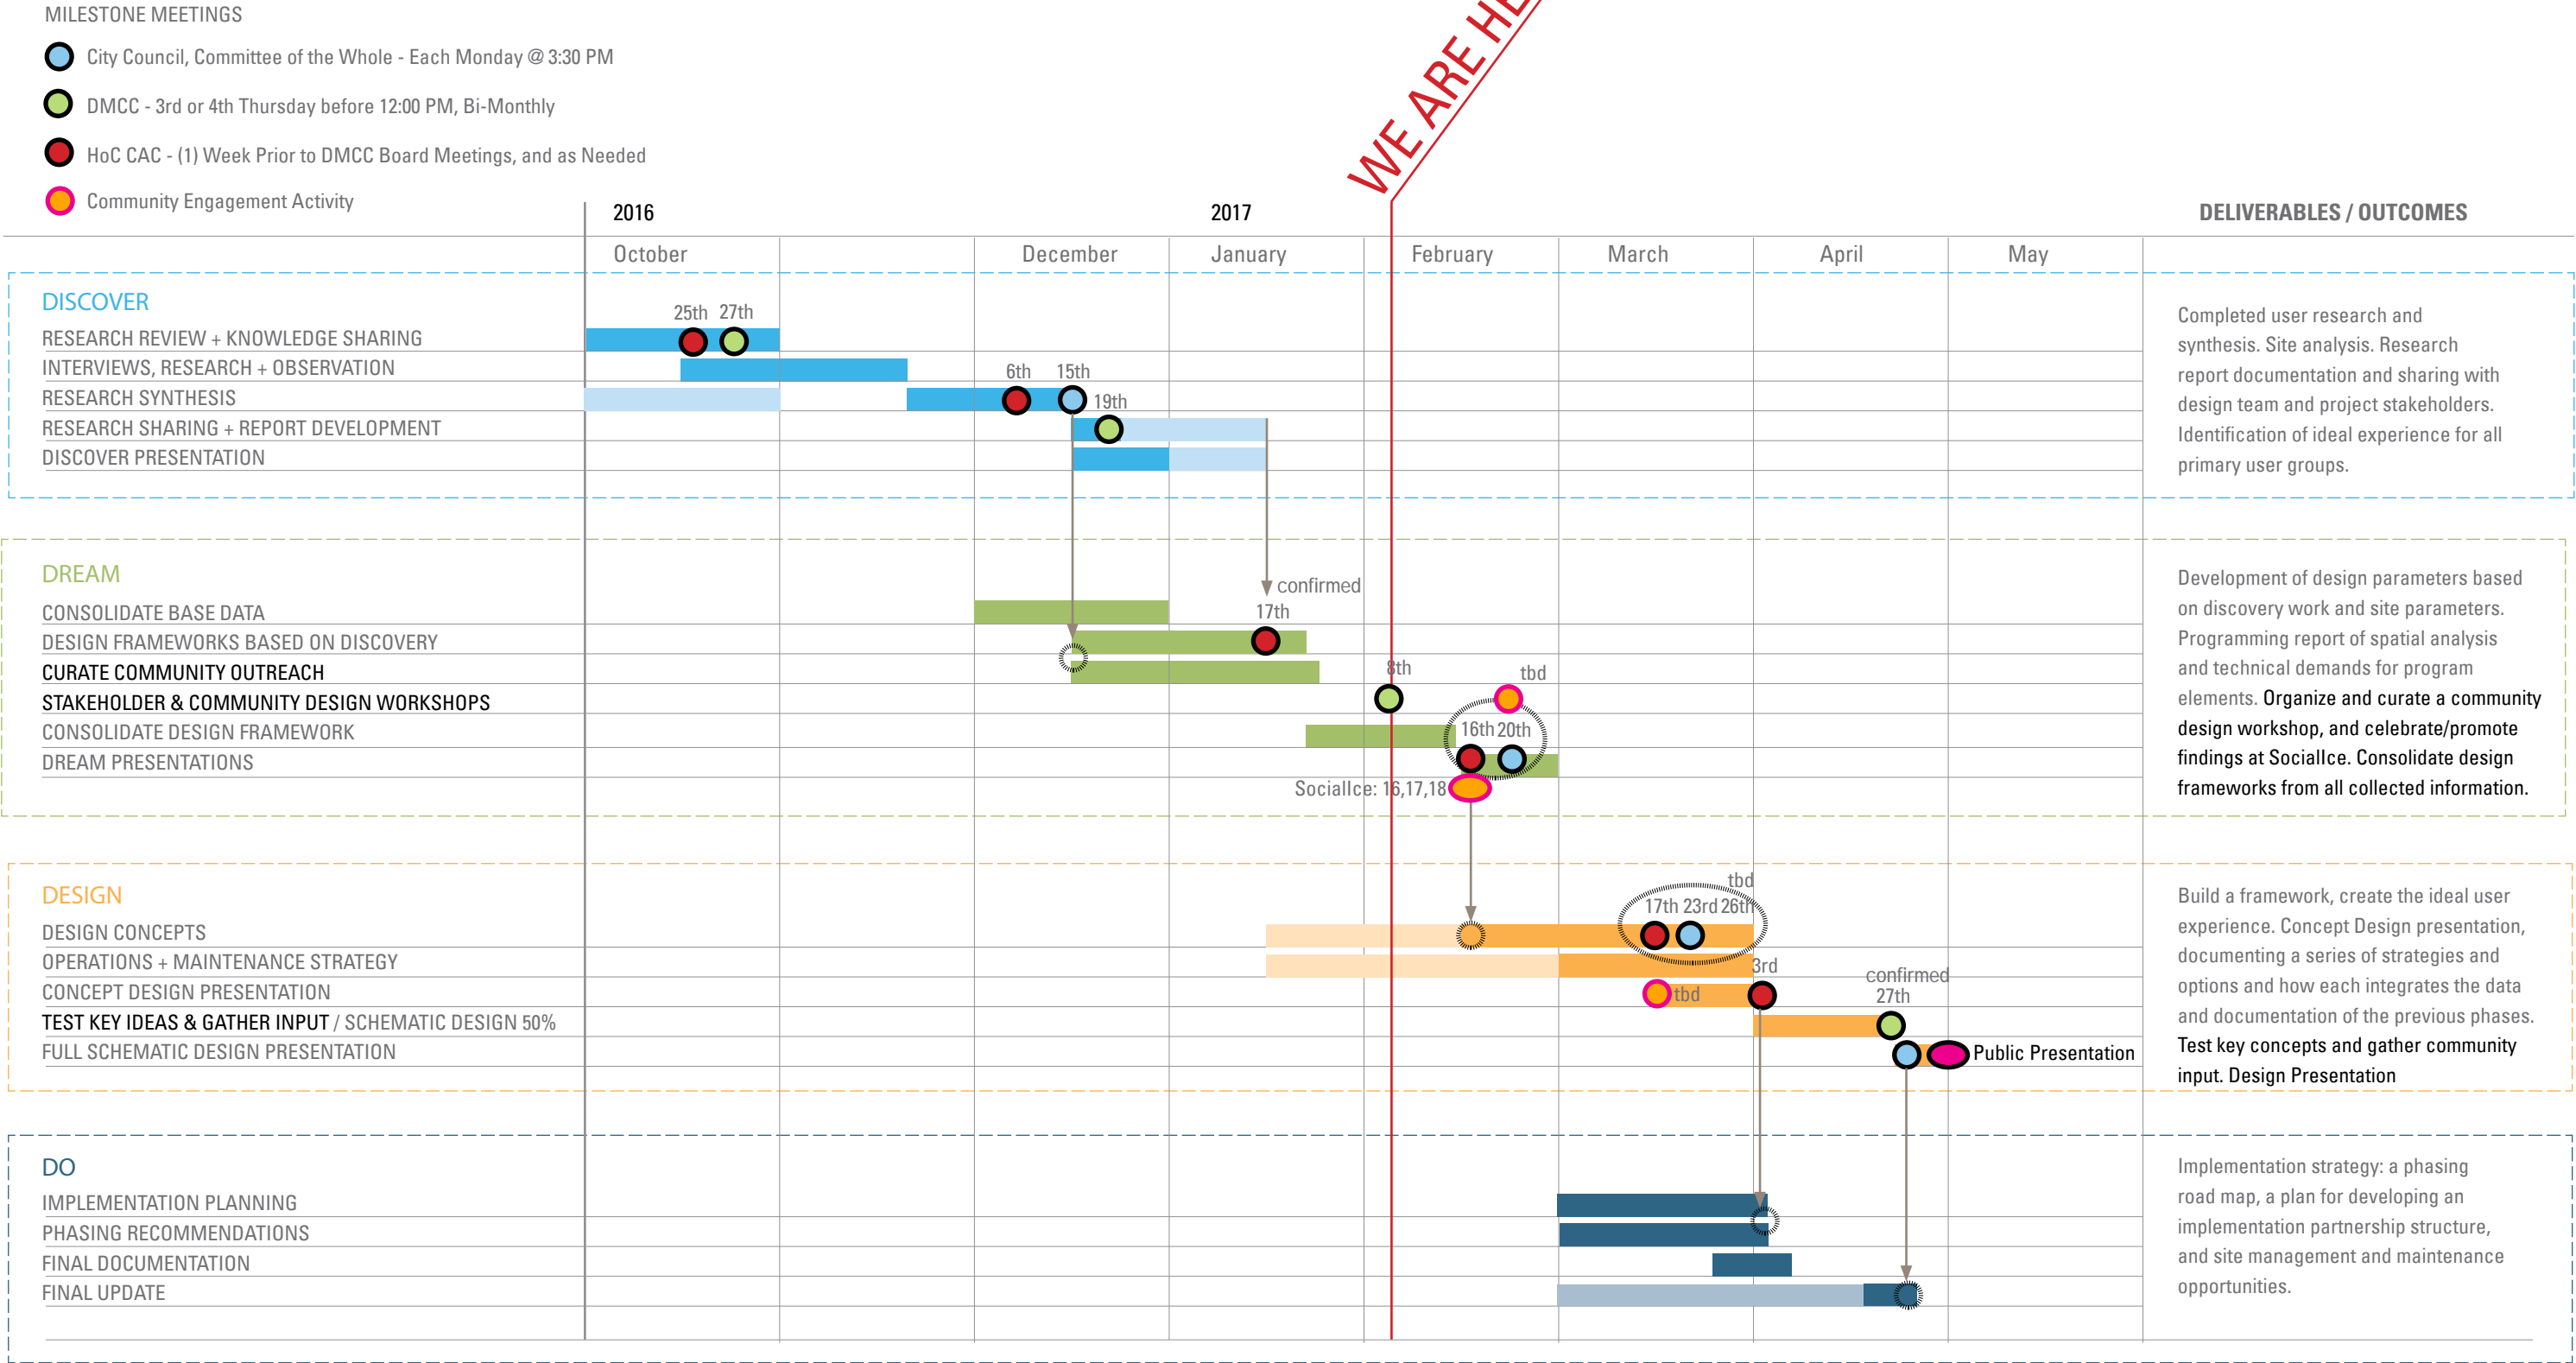 MILESTONE MEETINGS
City Council, Committee of the Whole - Each Monday @ 3:30 PM
DMCC - 3rd or 4th Thursday before 12:00 PM, Bi-Monthly
HoC CAC - (1) Week Prior to DMCC Board Meetings, and as Needed
Community Engagement Activity
WE ARE HE
2016
2017
DELIVERABLES / OUTCOMES
October
December
January
February
March
April
May
DISCOVER
25th 27th
RESEARCH REVIEW + KNOWLEDGE SHARING
INTERVIEWS, RESEARCH + OBSERVATION
6th 15th
RESEARCH SYNTHESIS
19th
RESEARCH SHARING + REPORT DEVELOPMENT
DISCOVER PRESENTATION
Completed user research and
synthesis. Site analysis. Research
report documentation and sharing with
design team and project stakeholders.
Identification of ideal experience for all
primary user groups.
DREAM
confirmed
17th
CONSOLIDATE BASE DATA
DESIGN FRAMEWORKS BASED ON DISCOVERY
CURATE COMMUNITY OUTREACH
8th
tbd
STAKEHOLDER & COMMUNITY DESIGN WORKSHOPS
CONSOLIDATE DESIGN FRAMEWORK
16th 20th
DREAM PRESENTATIONS
SocialIce: 16,17,18
Development of design parameters based
on discovery work and site parameters.
Programming report of spatial analysis
and technical demands for program
elements. Organize and curate a community
design workshop, and celebrate/promote
findings at SocialIce. Consolidate design
frameworks from all collected information.
DESIGN
tbd
17th 23rd 26th
DESIGN CONCEPTS
OPERATIONS + MAINTENANCE STRATEGY
3rd
CONCEPT DESIGN PRESENTATION
tbd
confirmed
27th
TEST KEY IDEAS & GATHER INPUT / SCHEMATIC DESIGN 50%
FULL SCHEMATIC DESIGN PRESENTATION
Public Presentation
Build a framework, create the ideal user
experience. Concept Design presentation,
documenting a series of strategies and
options and how each integrates the data
and documentation of the previous phases.
Test key concepts and gather community
input. Design Presentation
DO
IMPLEMENTATION PLANNING
PHASING RECOMMENDATIONS
FINAL DOCUMENTATION
FINAL UPDATE
Implementation strategy: a phasing
road map, a plan for developing an
implementation partnership structure,
and site management and maintenance
opportunities.